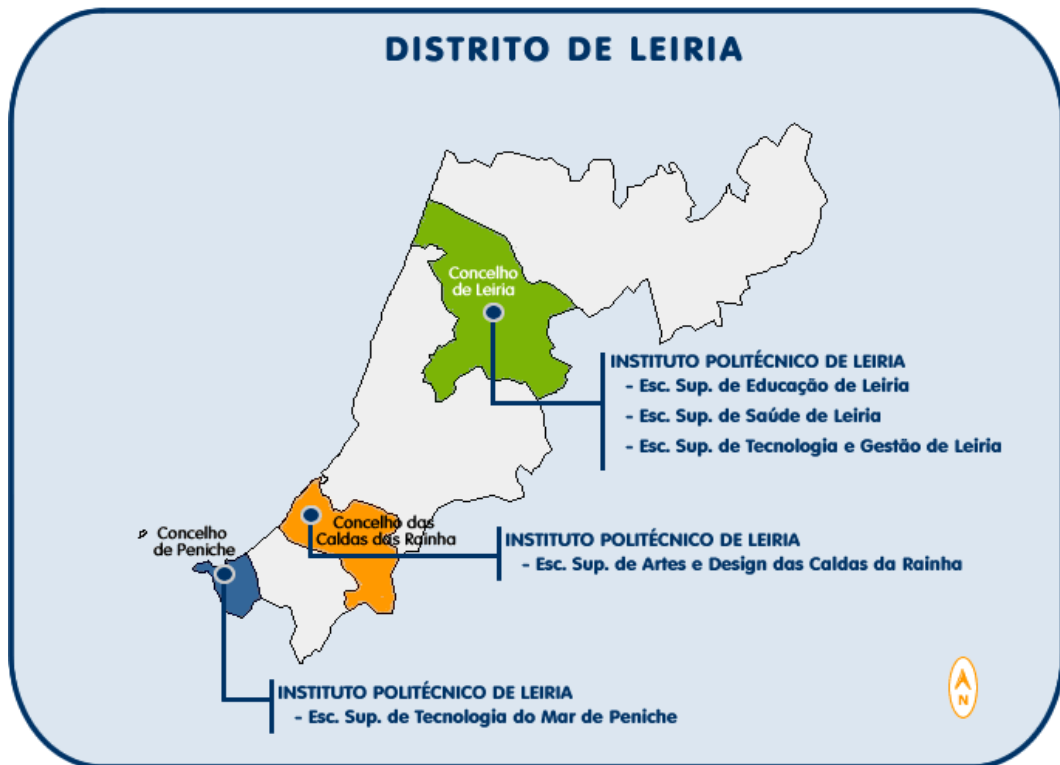 DISTRITO DE LEIRIA
Concelho
de Leiria
INSTITUTO POLITÉCNICO DE LEIRIA
- Esc. Sup. de Educação de Leiria
- Esc. Sup. de Saúde de Leiria
- Esc. Sup. de Tecnologia e Gestão de Leiria
Concelho das
Caldas das Rainha
Concelho
de Peniche
INSTITUTO POLITÉCNICO DE LEIRIA
- Esc. Sup. de Artes e Design das Caldas da Rainha
INSTITUTO POLITÉCNICO DE LEIRIA
- Esc. Sup. de Tecnologia do Mar de Peniche
N